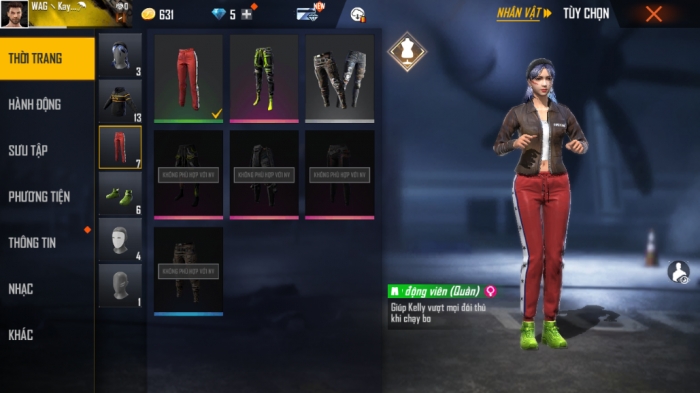 WAG ヽ Kny....
631
5
NEW
NHÂN VẬT
TÙY CHỌN
THỜI TRANG
HÀNH ĐỘNG
SƯU TẬP
PHƯƠNG TIỆN
THÔNG TIN
NHẠC
KHÁC
3
13
7
6
4
1
KHÔNG PHÙ HỢP VỚI NV
KHÔNG PHÙ HỢP VỚI NV
KHÔNG PHÙ HỢP VỚI NV
KHÔNG PHÙ HỢP VỚI NV
động viên (Quần)
Giúp Kelly vượt mọi đối thủ
khi chạy bo